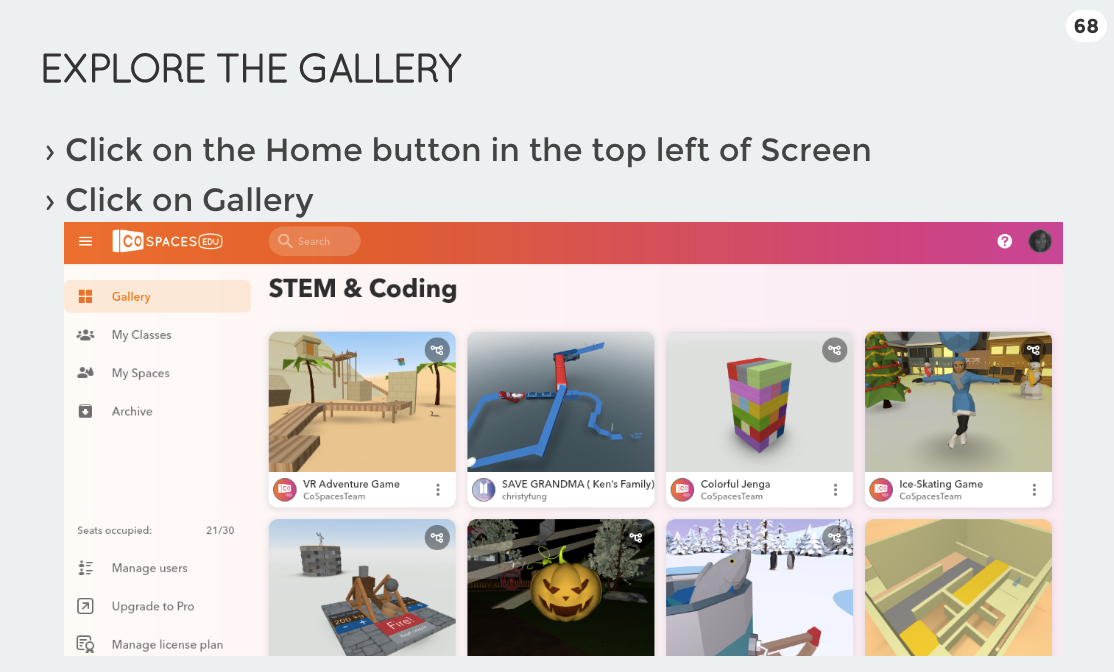 68
EXPLORE THE GALLERY
› Click on the Home button in the top left of Screen
› Click on Gallery
CO SPACES EDU
Search
?
Gallery
My Classes
My Spaces
Archive
Seats occupied: 21/30
Manage users
Upgrade to Pro
Manage license plan
STEM & Coding
VR Adventure Game
CoSpacesTeam
SAVE GRANDMA ( Ken's Family)
christyfung
Colorful Jenga
CoSpacesTeam
Ice-Skating Game
CoSpacesTeam
200 kg
Fire!